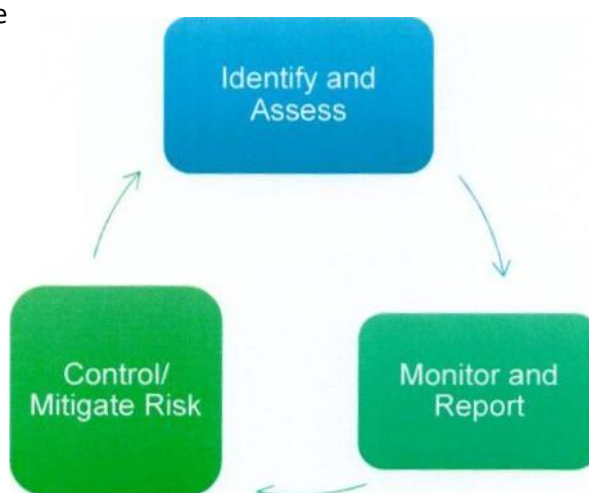 e
Identify and
Assess
Control/
Mitigate Risk
Monitor and
Report